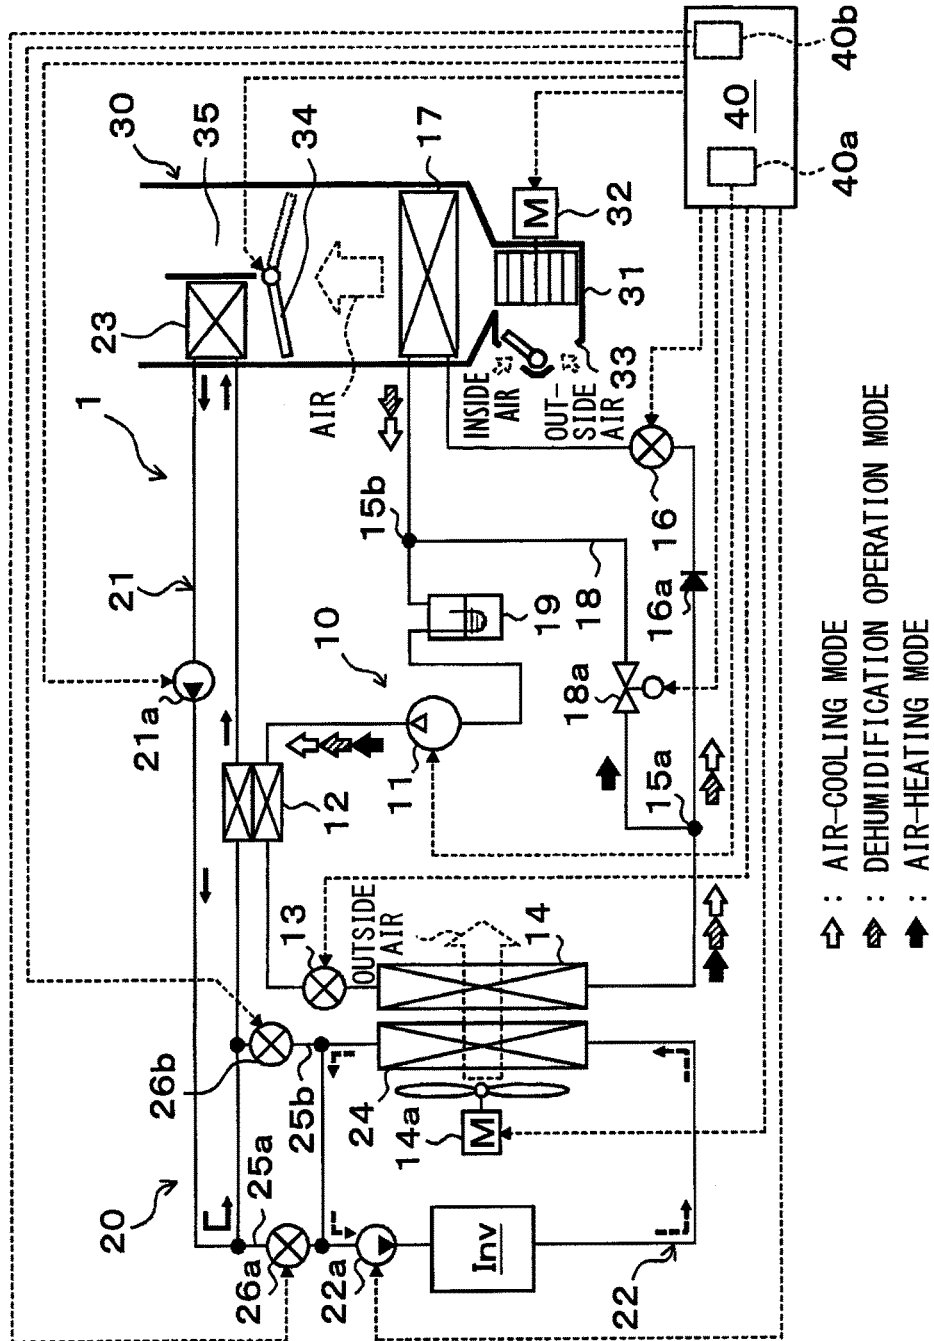 1
10
11
12
13
14
14a
15a
15b
16
16a
17
18
18a
19
20
21
21a
22
22a
23
24
25a
25b
26a
26b
30
31
32
33
34
35
40
40a
40b
M
M
Inv
AIR
INSIDE
AIR
OUT-
SIDE
AIR
OUTSIDE
AIR
: AIR-COOLING MODE
: DEHUMIDIFICATION OPERATION MODE
: AIR-HEATING MODE